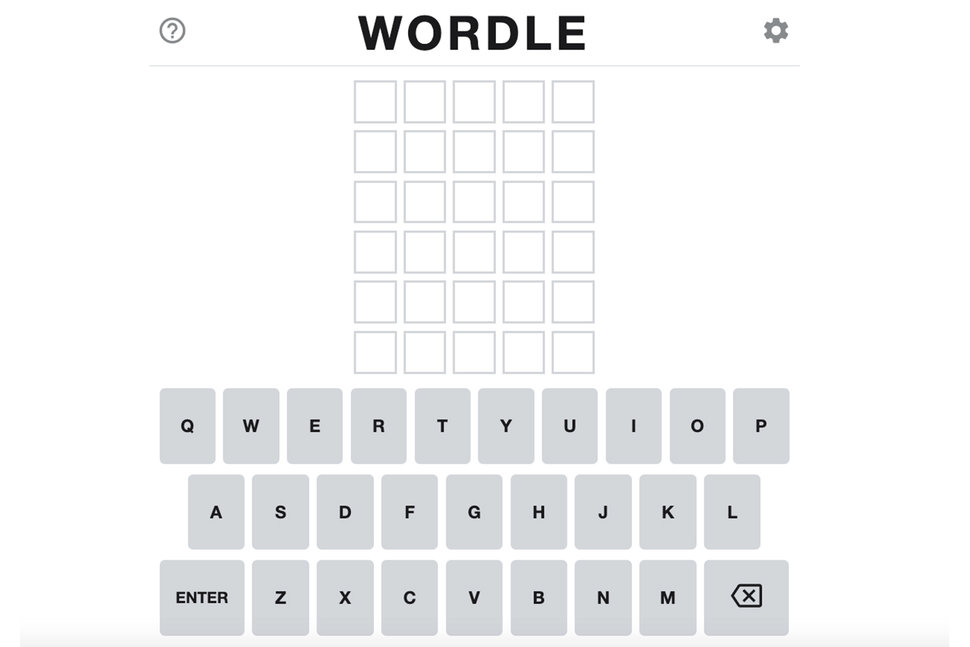 ?
WORDLE
Q W E R T Y U I O P
A S D F G H J K L
ENTER Z X C V B N M